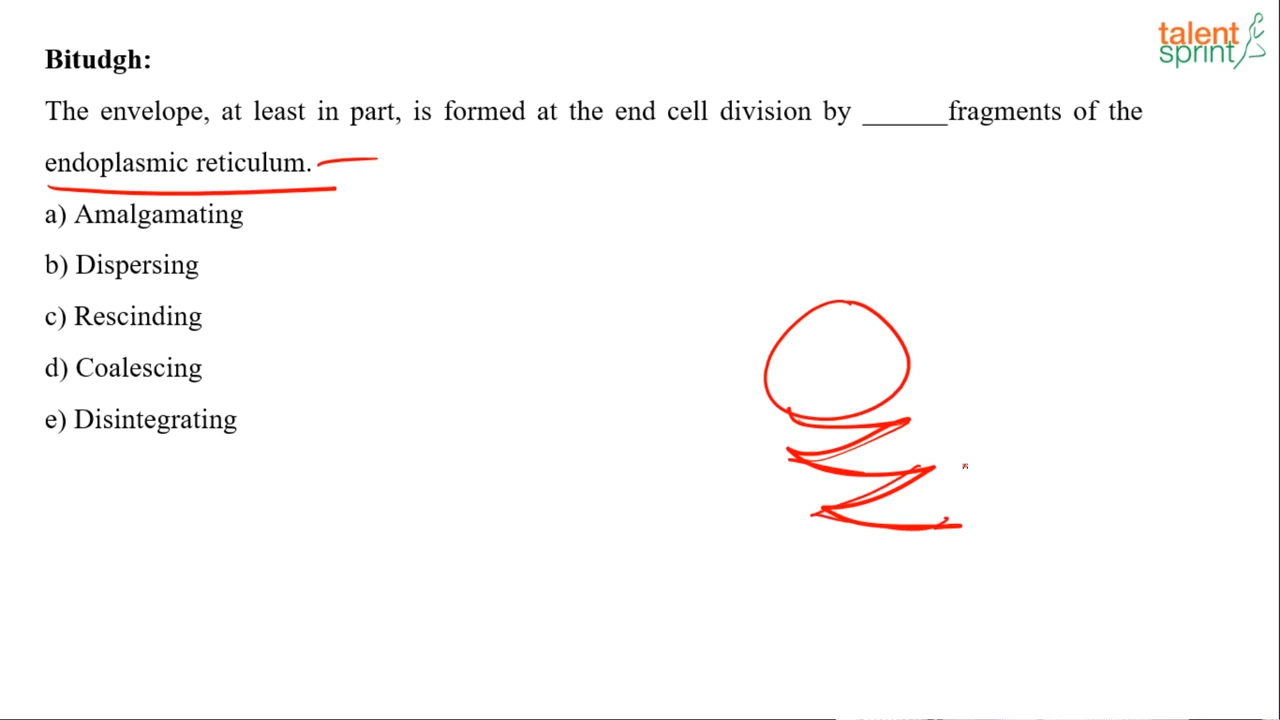 talent
sprint
Bitudgh:
The envelope, at least in part, is formed at the end cell division by ______fragments of the
endoplasmic reticulum.
a) Amalgamating
b) Dispersing
c) Rescinding
d) Coalescing
e) Disintegrating